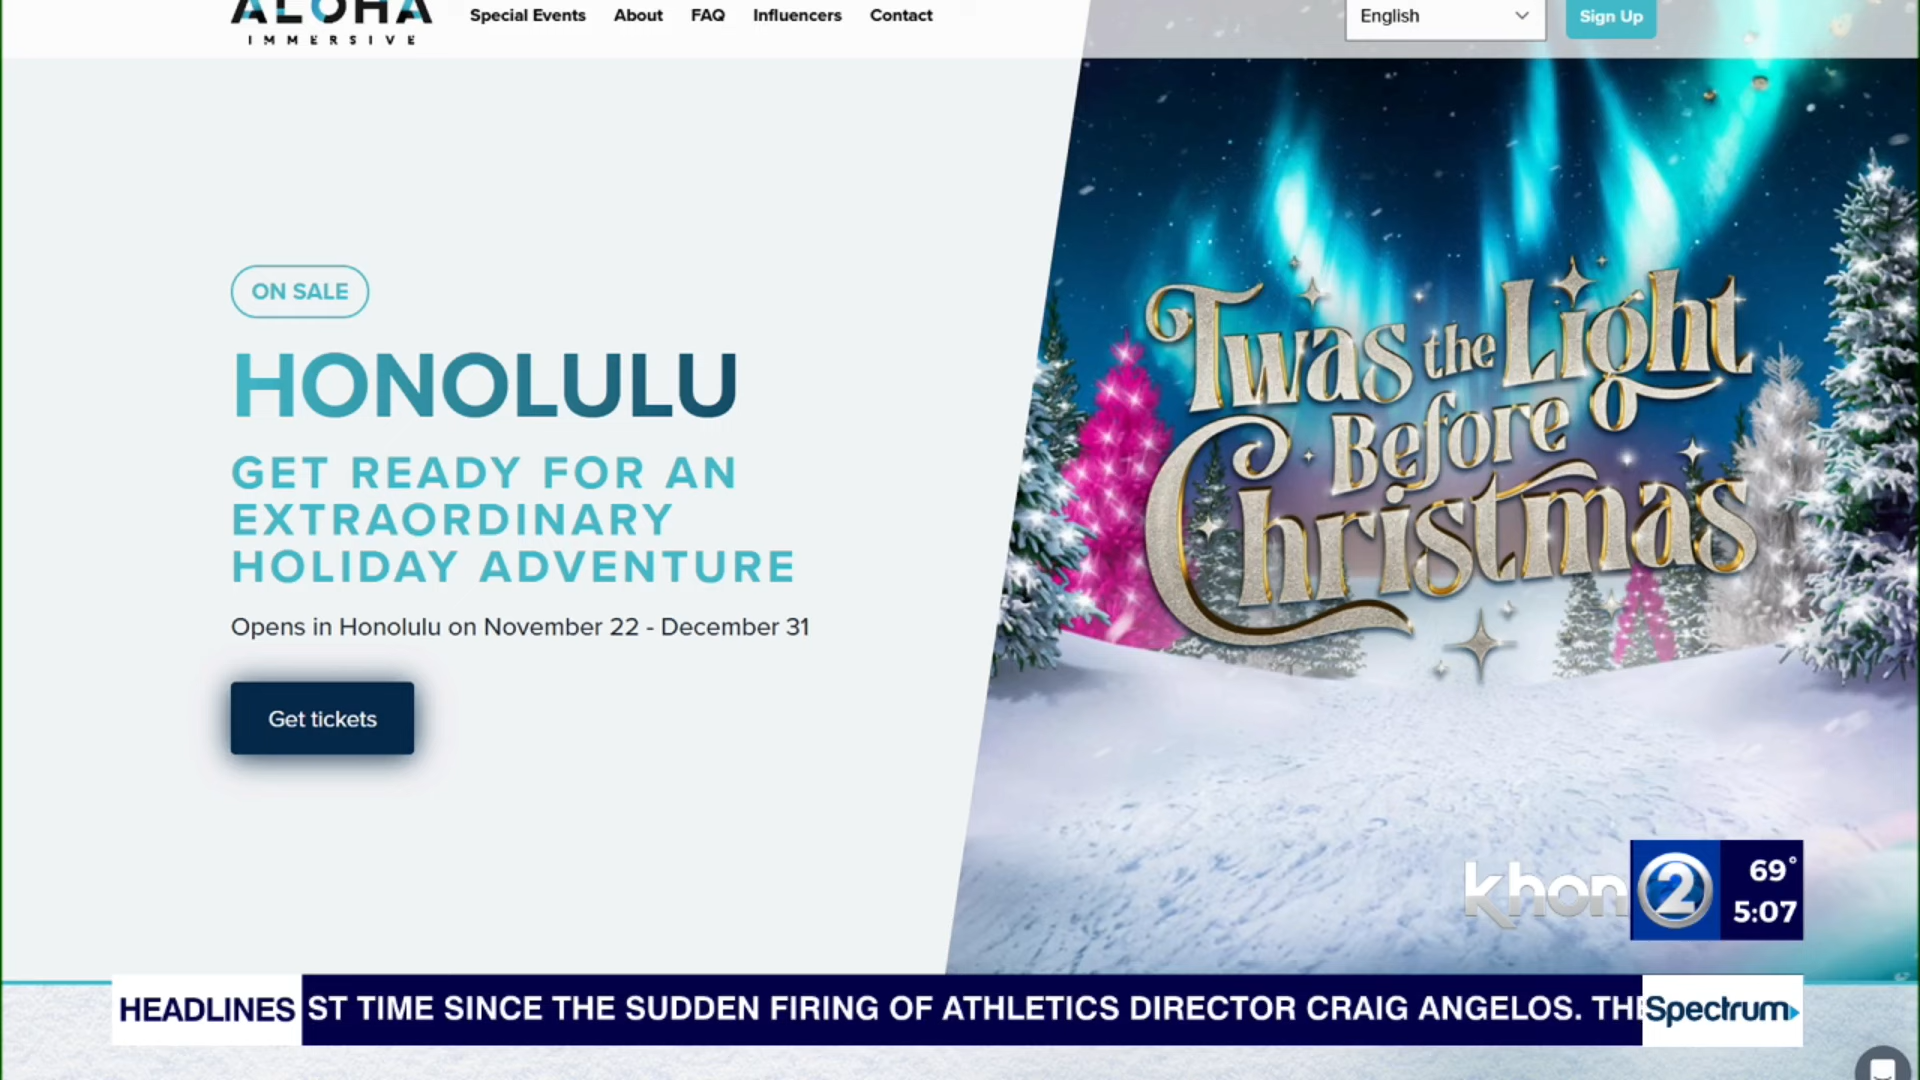 ALOHA
IMMERSIVE
Special Events
About
FAQ
Influencers
Contact
English
Sign Up
ON SALE
HONOLULU
GET READY FOR AN
EXTRAORDINARY
HOLIDAY ADVENTURE
Opens in Honolulu on November 22 - December 31
Get tickets
Twas the Light
Before
Christmas
khon 2
69°
5:07
HEADLINES
ST TIME SINCE THE SUDDEN FIRING OF ATHLETICS DIRECTOR CRAIG ANGELOS. THE
Spectrum